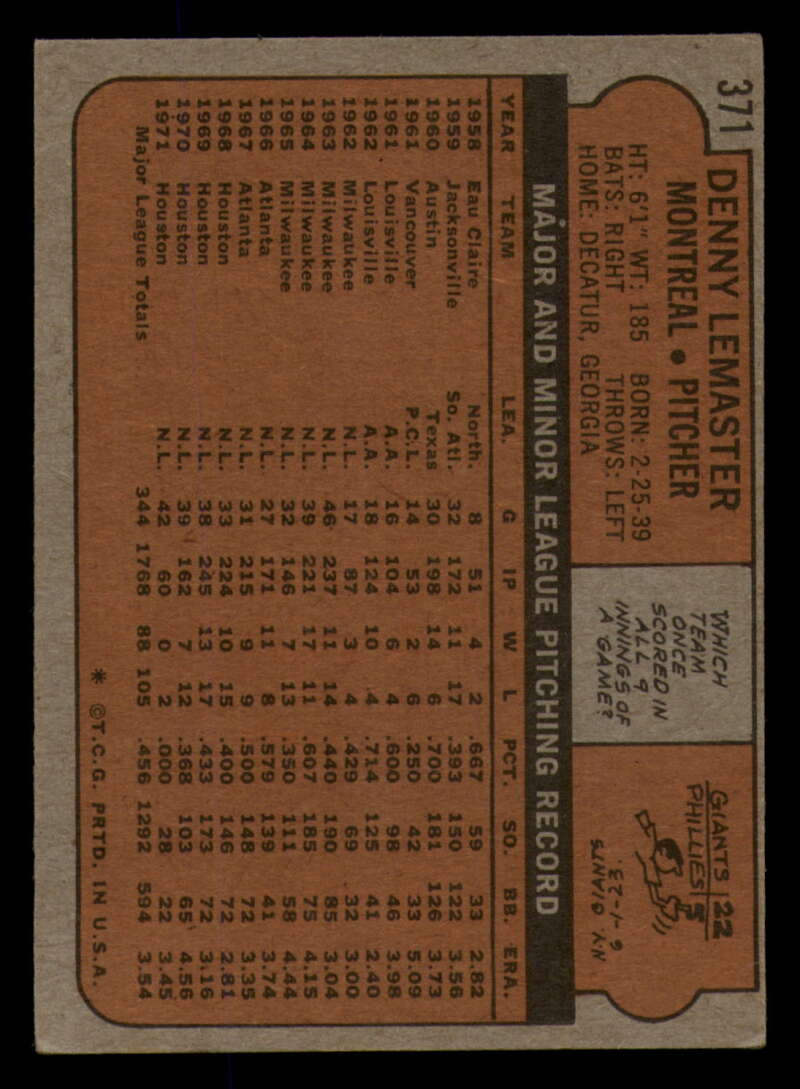 371
DENNY LEMASTER
MONTREAL • PITCHER
HT: 6'1" WT: 185 BORN: 2-25-39
BATS: RIGHT THROWS: LEFT
HOME: DECATUR, GEORGIA
WHICH
TEAM
ONCE
SCORED IN
ALL 9
INNINGS OF
A GAME?
GIANTS 22
PHILLIES 8
6-1-23.
N.Y. GIANTS
MAJOR AND MINOR LEAGUE PITCHING RECORD
YEAR TEAM LEA. G IP W L PCT. SO. BB. ERA.
1958 Eau Claire North. 8 51 4 2 .667 59 33 2.82
1959 Jacksonville So. Atl. 32 172 11 17 .393 150 122 3.56
1960 Austin Texas 30 198 14 6 .700 181 126 3.73
1961 Vancouver P.C.L. 14 53 2 6 .250 42 33 5.09
1961 Louisville A.A. 16 104 6 4 .600 98 46 3.98
1962 Louisville A.A. 18 124 10 4 .714 125 41 2.40
1962 Milwaukee N.L. 17 87 3 4 .429 69 32 3.00
1963 Milwaukee N.L. 46 237 11 14 .440 190 85 3.04
1964 Milwaukee N.L. 39 221 17 11 .607 185 75 4.15
1965 Milwaukee N.L. 32 146 7 13 .350 111 58 4.44
1966 Atlanta N.L. 27 171 11 8 .579 139 41 3.74
1967 Atlanta N.L. 31 215 9 9 .500 148 72 3.35
1968 Houston N.L. 33 224 10 15 .400 146 72 2.81
1969 Houston N.L. 38 245 13 17 .433 173 72 3.16
1970 Houston N.L. 39 162 7 12 .368 103 65 4.56
1971 Houston N.L. 42 60 0 2 .000 28 22 3.45
Major League Totals 344 1768 88 105 .456 1292 594 3.54
* ©T.C.G. PRTD. IN U.S.A.